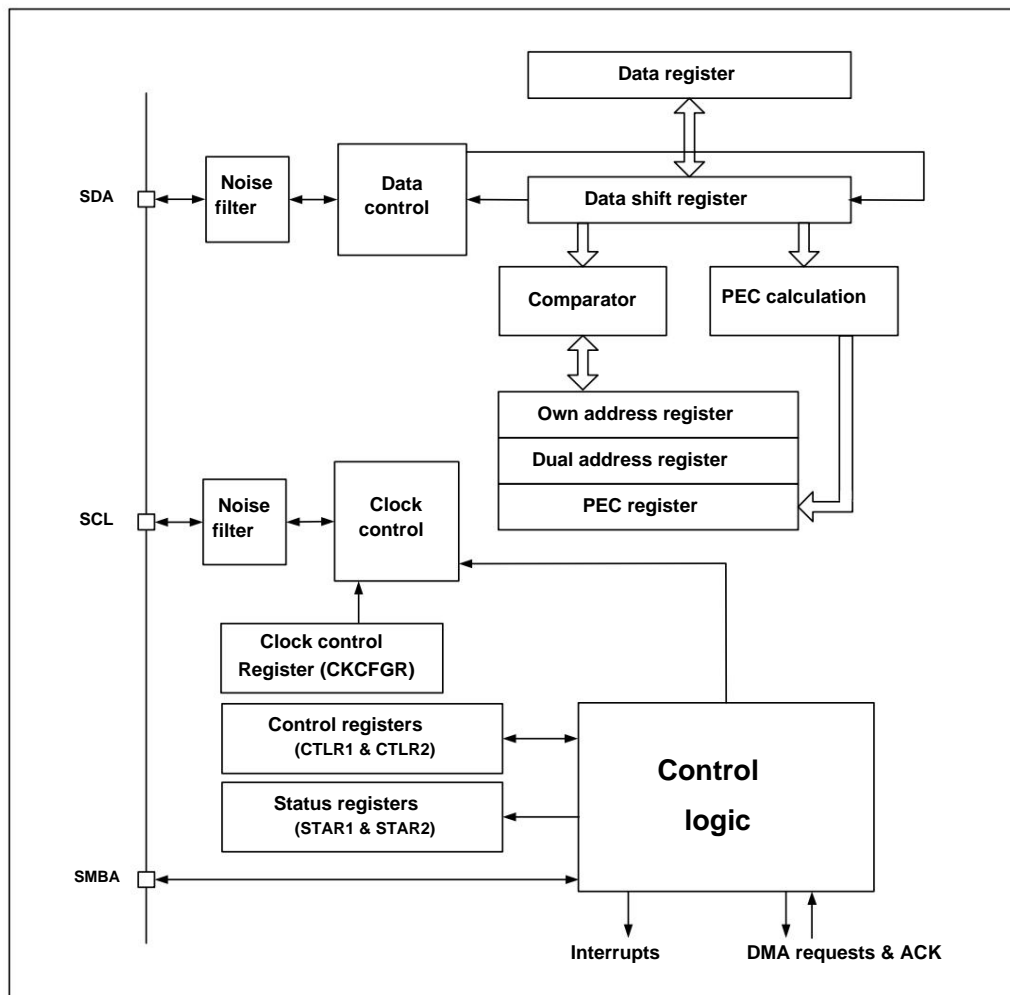 Data register
SDA
Noise
filter
Data
control
Data shift register
Comparator
PEC calculation
Own address register
Dual address register
PEC register
SCL
Noise
filter
Clock
control
Clock control
Register (CKCFGR)
Control registers
(CTLR1 & CTLR2)
Status registers
(STAR1 & STAR2)
Control
logic
SMBA
Interrupts
DMA requests & ACK